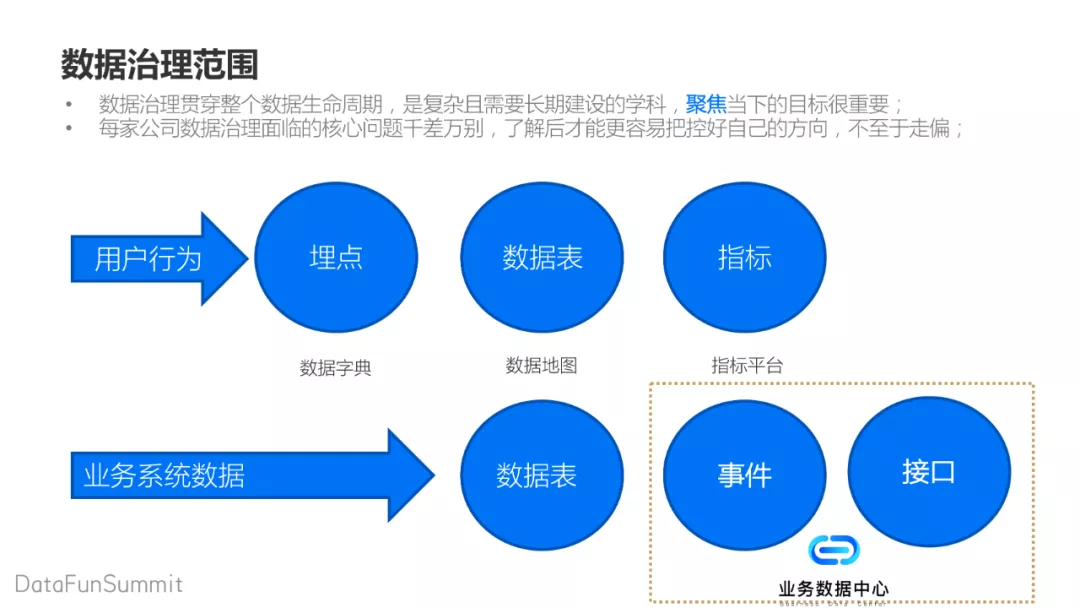 数据治理范围
• 数据治理贯穿整个数据生命周期，是复杂且需要长期建设的学科，聚焦当下的目标很重要；
• 每家公司数据治理面临的核心问题千差万别，了解后才能更容易把控好自己的方向，不至于走偏；
用户行为
埋点
数据表
指标
数据字典
数据地图
指标平台
业务系统数据
数据表
事件
接口
业务数据中心
Business Data Center
DataFunSummit